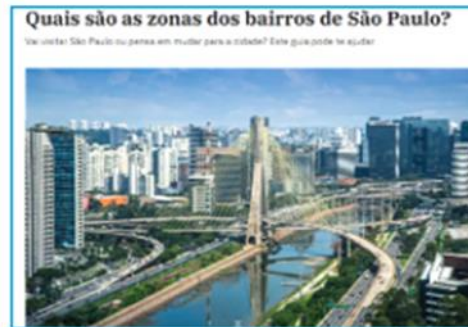 Quais são as zonas dos bairros de São Paulo?
Vai visitar São Paulo ou pensa em mudar para a cidade? Este guia pode te ajudar